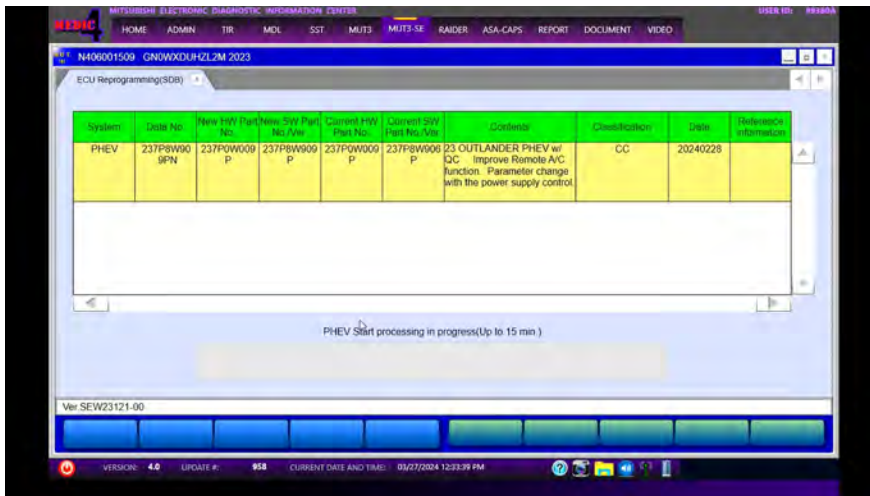 MITSUBISHI ELECTRONIC DIAGNOSTIC INFORMATION CENTER
USER ID: R9380A
MEDIC 4
HOME ADMIN TIR MDL SST MUT3 MUT3-SE RAIDER ASA-CAPS REPORT DOCUMENT VIDEO
N406001509 GN0WXDUHZL2M 2023
ECU Reprogramming(SDB)
System Data No. New HW Part No. New SW Part No./Ver. Current HW Part No. Current SW Part No./Ver. Contents Classification Date Reference information
PHEV 237P8W90 237P0W009 237P8W909 237P0W009 237P8W906 23 OUTLANDER PHEV w/ CC 20240228
9PN P P P P QC Improve Remote A/C
function. Parameter change
with the power supply control.
PHEV Start processing in progress(Up to 15 min.)
Ver.SEW23121-00
VERSION: 4.0 UPDATE #: 958 CURRENT DATE AND TIME: 03/27/2024 12:33:39 PM